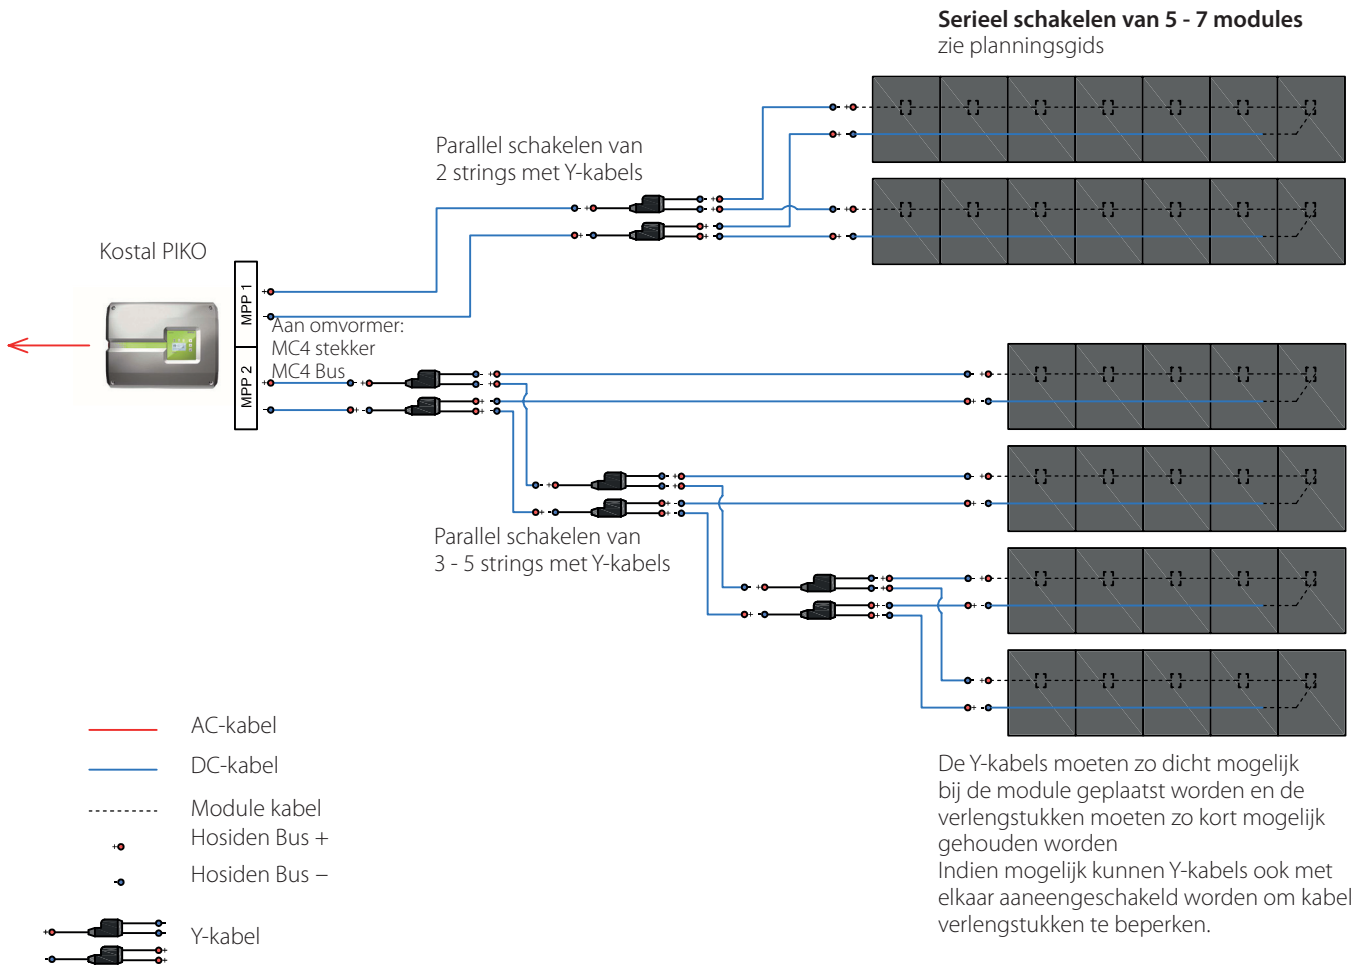 Serieel schakelen van 5 - 7 modules
zie planningsgids
Parallel schakelen van
2 strings met Y-kabels
Kostal PIKO
MPP 1
MPP 2
Aan omvormer:
MC4 stekker
MC4 Bus
Parallel schakelen van
3 - 5 strings met Y-kabels
AC-kabel
DC-kabel
Module kabel
Hosiden Bus +
Hosiden Bus –
Y-kabel
De Y-kabels moeten zo dicht mogelijk
bij de module geplaatst worden en de
verlengstukken moeten zo kort mogelijk
gehouden worden
Indien mogelijk kunnen Y-kabels ook met
elkaar aaneengeschakeld worden om kabel
verlengstukken te beperken.